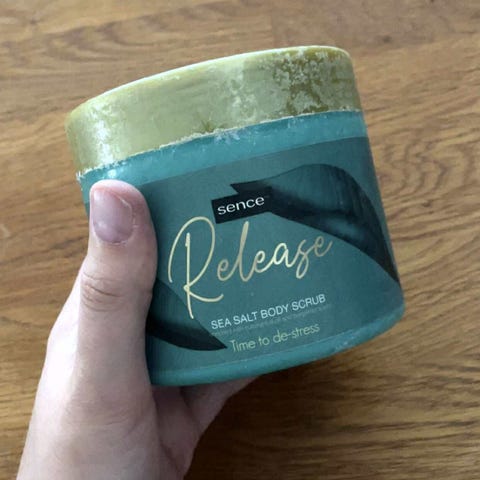 sence
Release
SEA SALT BODY SCRUB
Time to de-stress